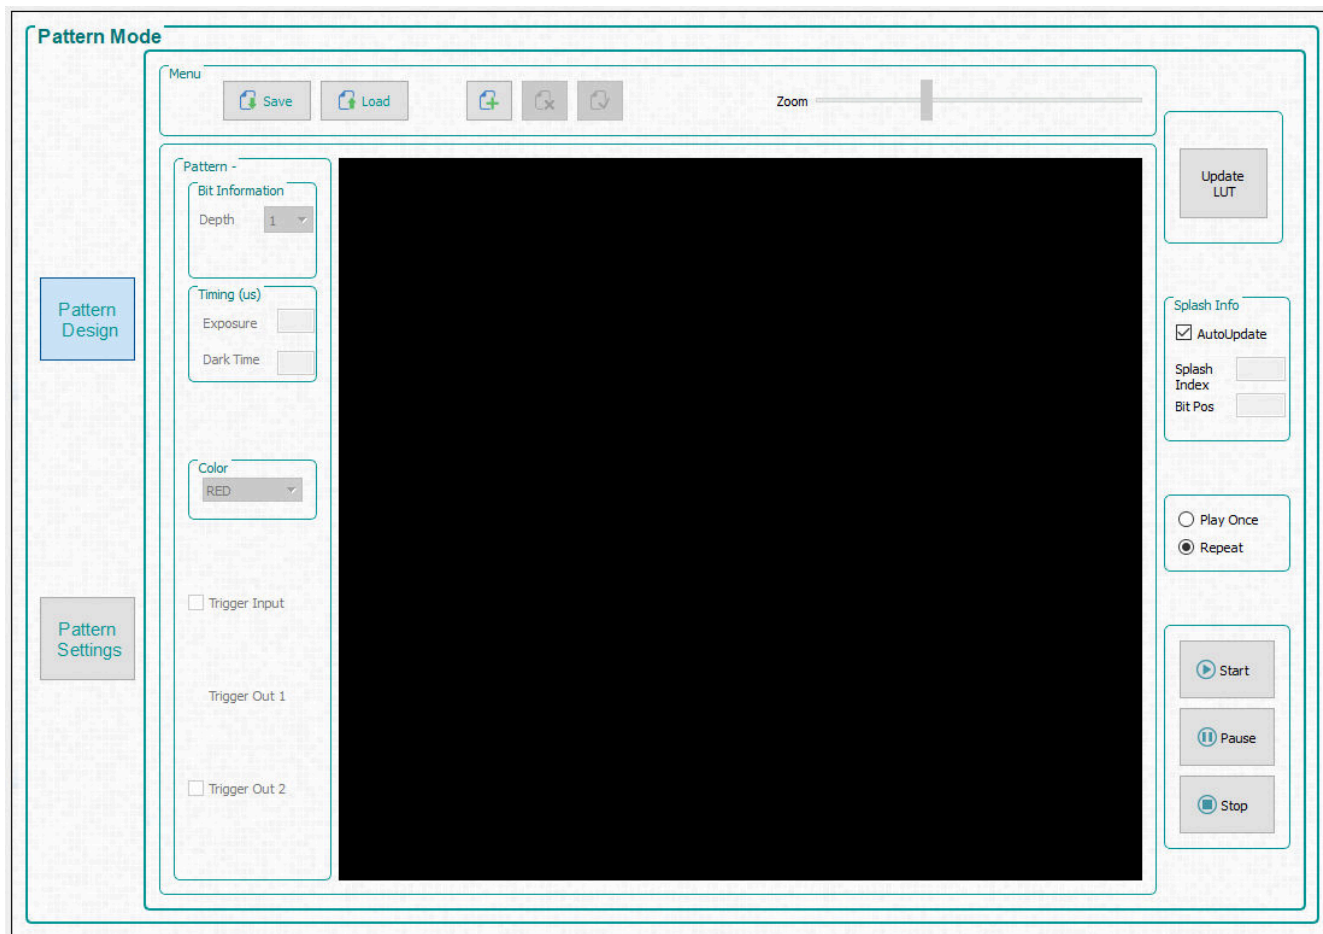 Pattern Mode
Menu
Save
Load
Zoom
Pattern -
Bit Information
Depth
1
Timing (us)
Exposure
Dark Time
Color
RED
Trigger Input
Trigger Out 1
Trigger Out 2
Pattern
Design
Pattern
Settings
Update
LUT
Splash Info
AutoUpdate
Splash
Index
Bit Pos
Play Once
Repeat
Start
Pause
Stop